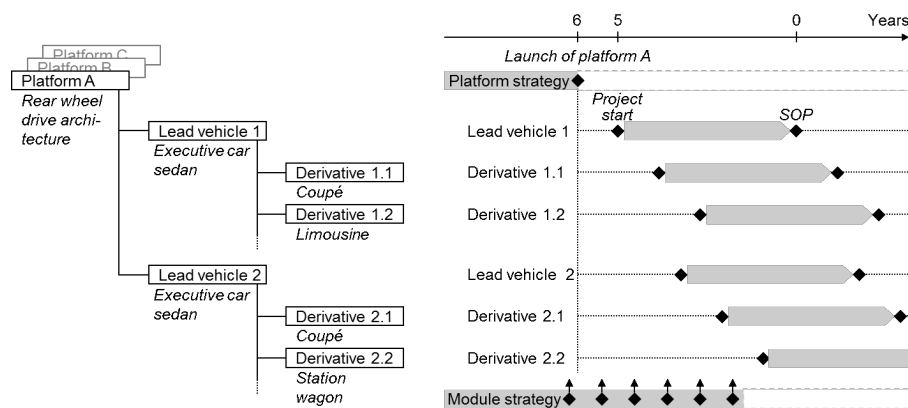 Platform C
Platform B
Platform A
Rear wheel
drive archi-
tecture
Lead vehicle 1
Executive car
sedan
Derivative 1.1
Coupé
Derivative 1.2
Limousine
Lead vehicle 2
Executive car
sedan
Derivative 2.1
Coupé
Derivative 2.2
Station
wagon
6 5 0 Years
Launch of platform A
Platform strategy
Project
start
SOP
Lead vehicle 1
Derivative 1.1
Derivative 1.2
Lead vehicle 2
Derivative 2.1
Derivative 2.2
Module strategy